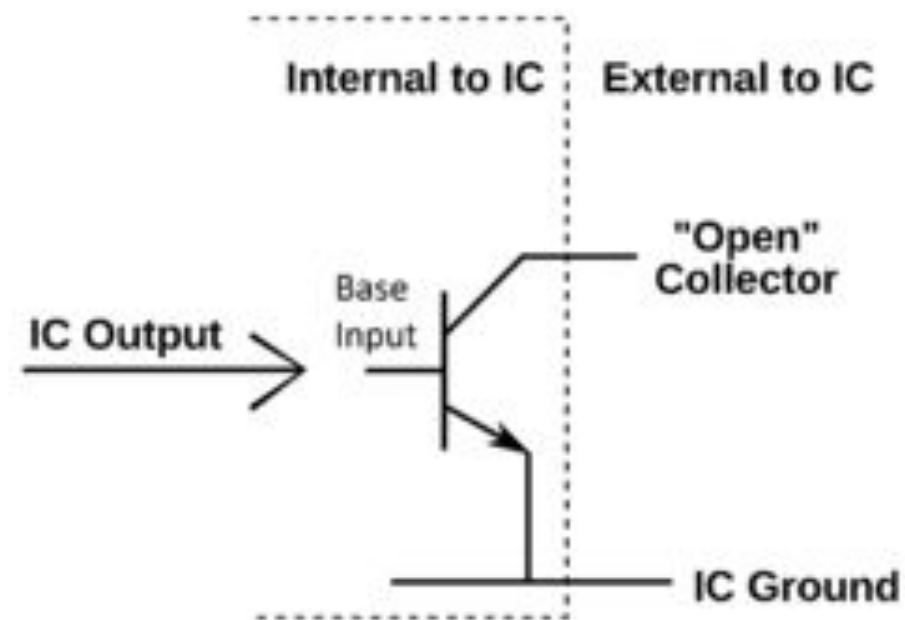 Internal to IC
External to IC
"Open"
Collector
Base
Input
IC Output
IC Ground